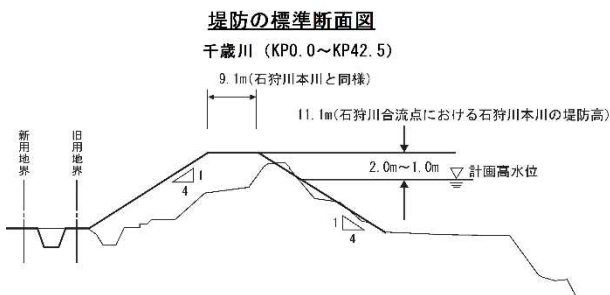 堤防の標準断面図
千歳川 (KP0.0～KP42.5)
9.1m(石狩川本川と同様)
11.1m(石狩川合流点における石狩川本川の堤防高)
新用地界
旧用地界
2.0m～1.0m
計画高水位
1
4
1
4